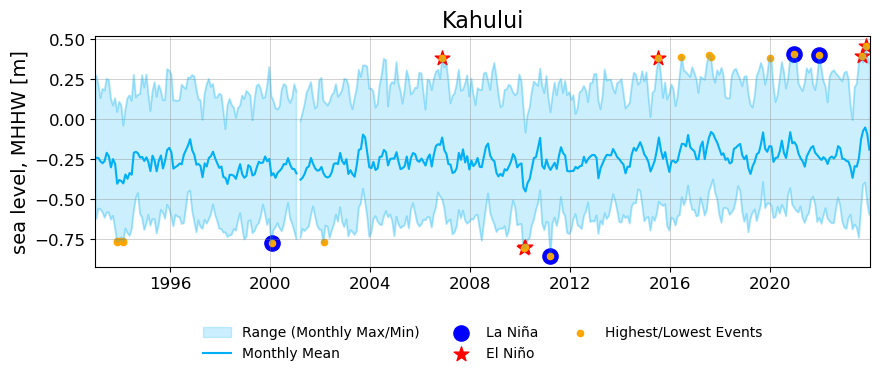 Kahului
sea level, MHHW [m]
0.50
0.25
0.00
−0.25
−0.50
−0.75
1996 2000 2004 2008 2012 2016 2020
Range (Monthly Max/Min) La Niña Highest/Lowest Events
Monthly Mean El Niño